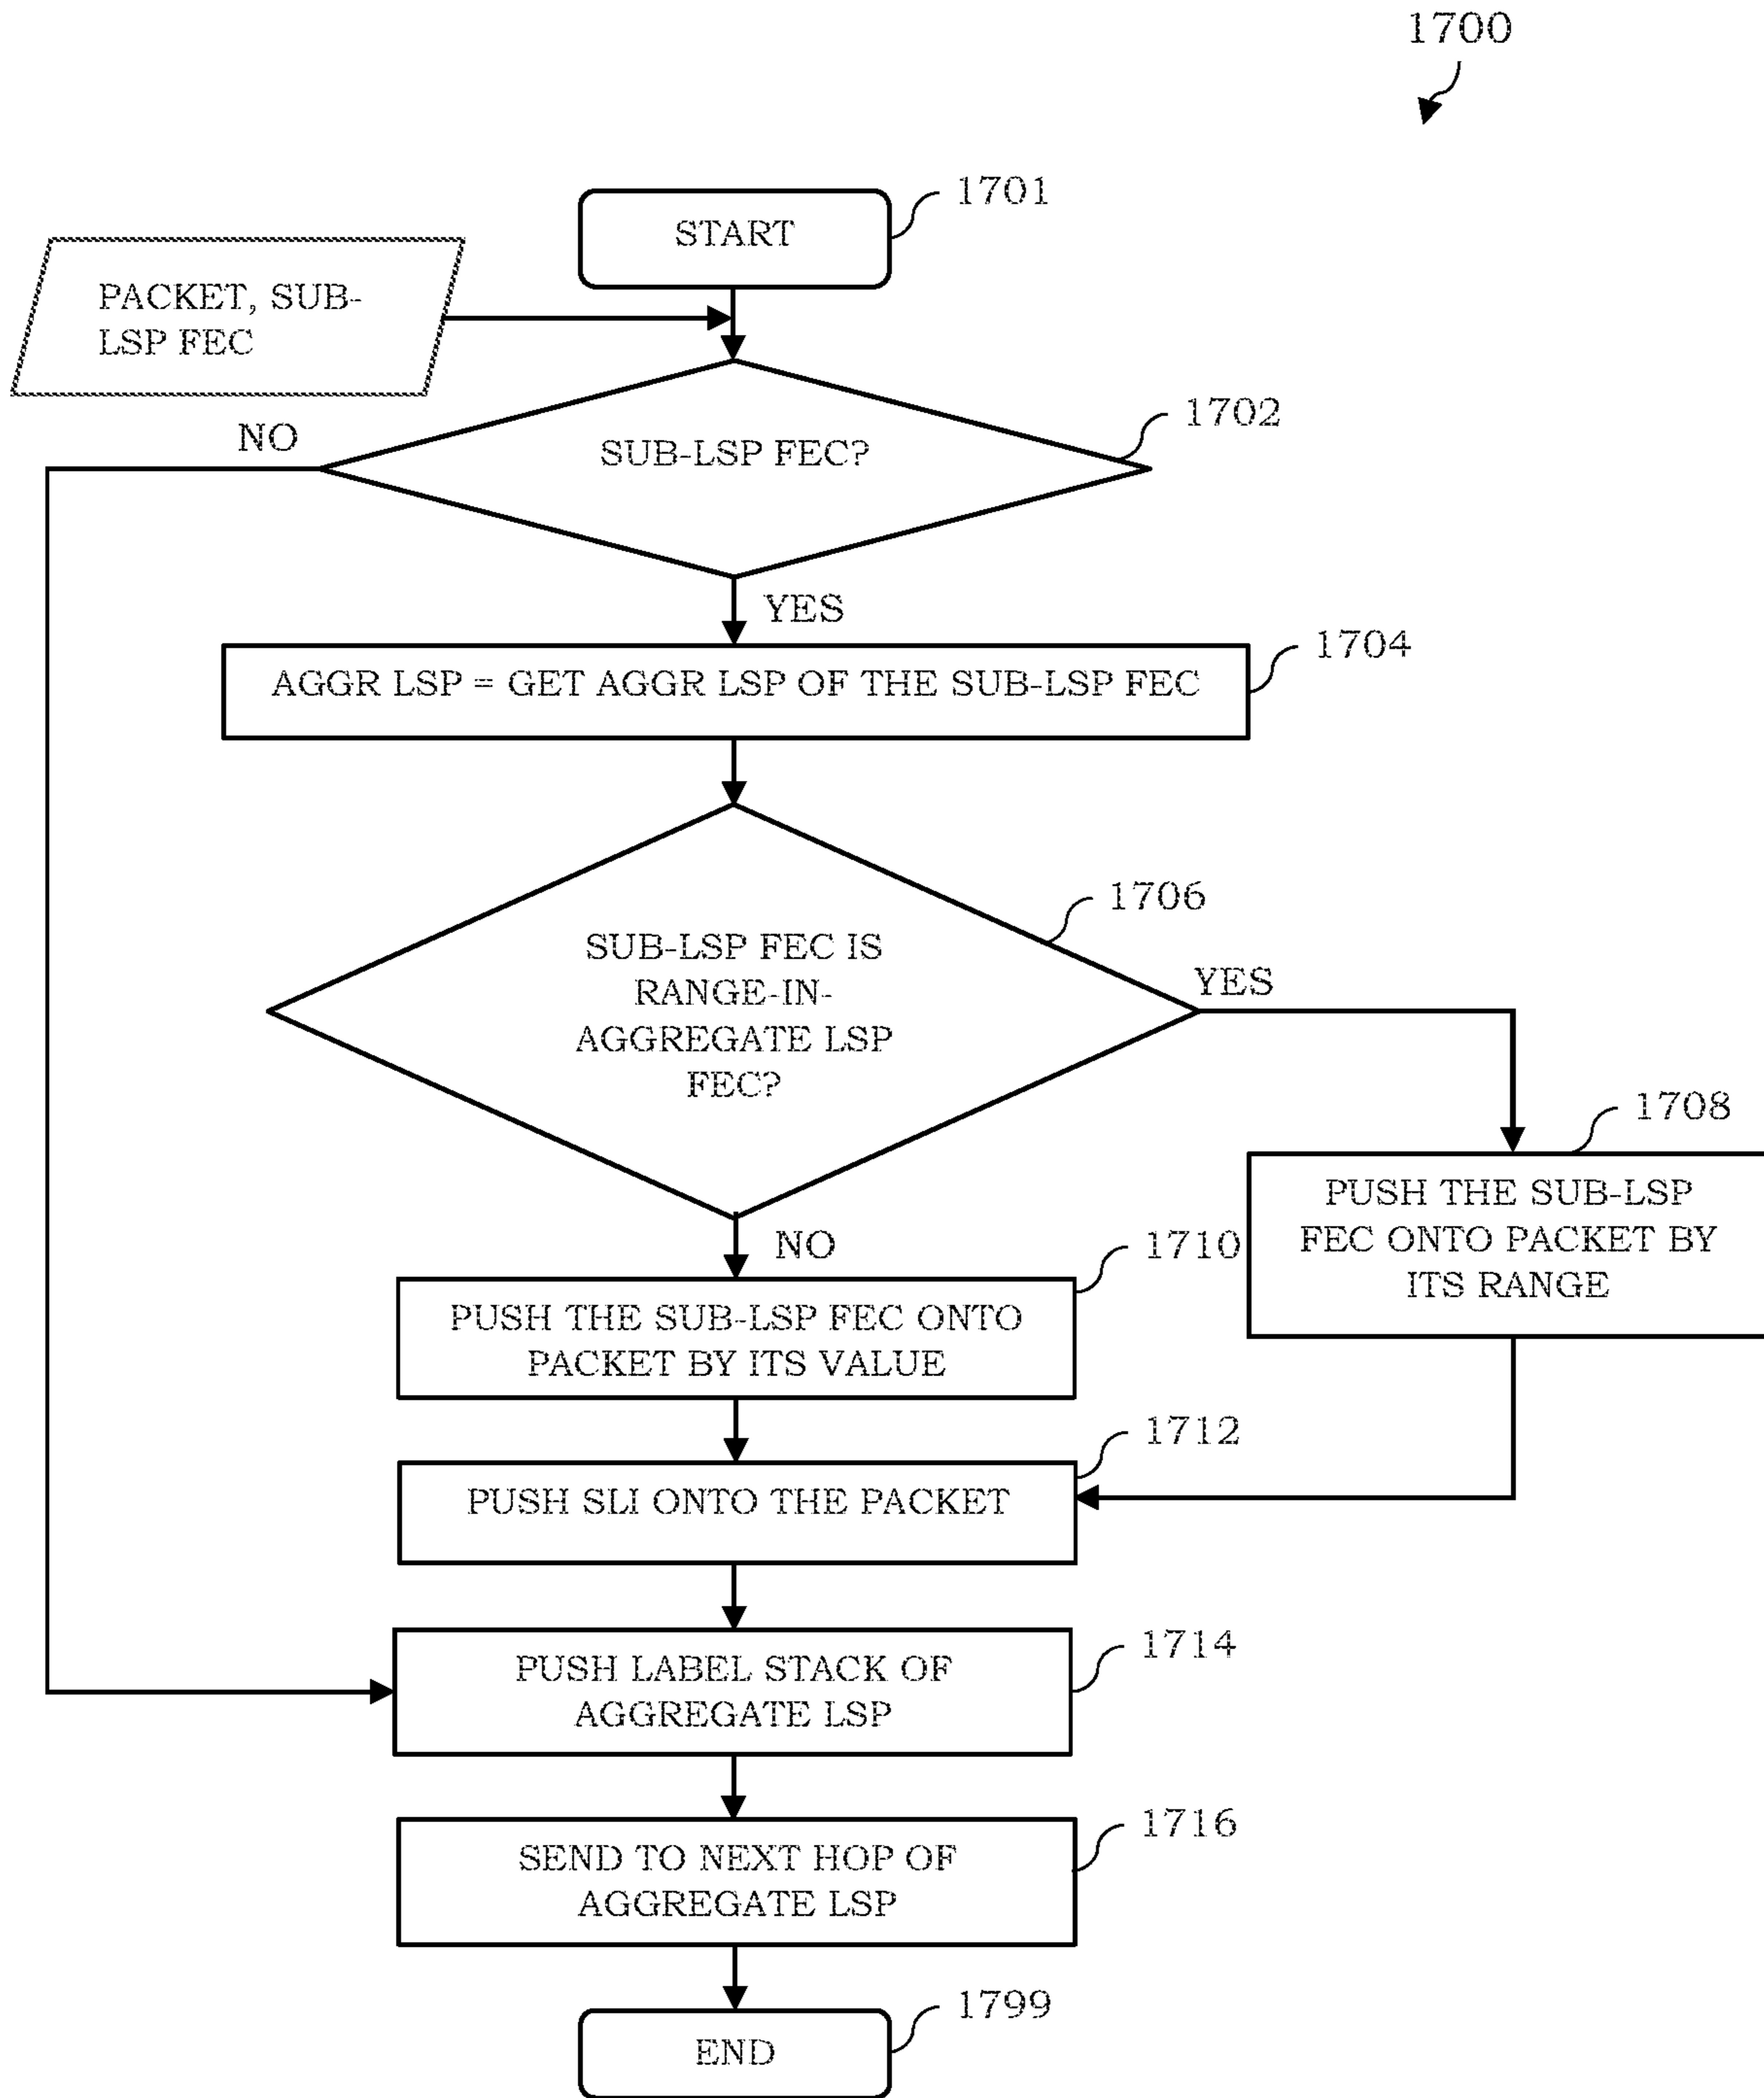 1700
START
1701
PACKET, SUB-
LSP FEC
SUB-LSP FEC?
1702
NO
YES
AGGR LSP = GET AGGR LSP OF THE SUB-LSP FEC
1704
SUB-LSP FEC IS
RANGE-IN-
AGGREGATE LSP
FEC?
1706
YES
NO
PUSH THE SUB-LSP
FEC ONTO PACKET BY
ITS RANGE
1708
PUSH THE SUB-LSP FEC ONTO
PACKET BY ITS VALUE
1710
PUSH SLI ONTO THE PACKET
1712
PUSH LABEL STACK OF
AGGREGATE LSP
1714
SEND TO NEXT HOP OF
AGGREGATE LSP
1716
END
1799